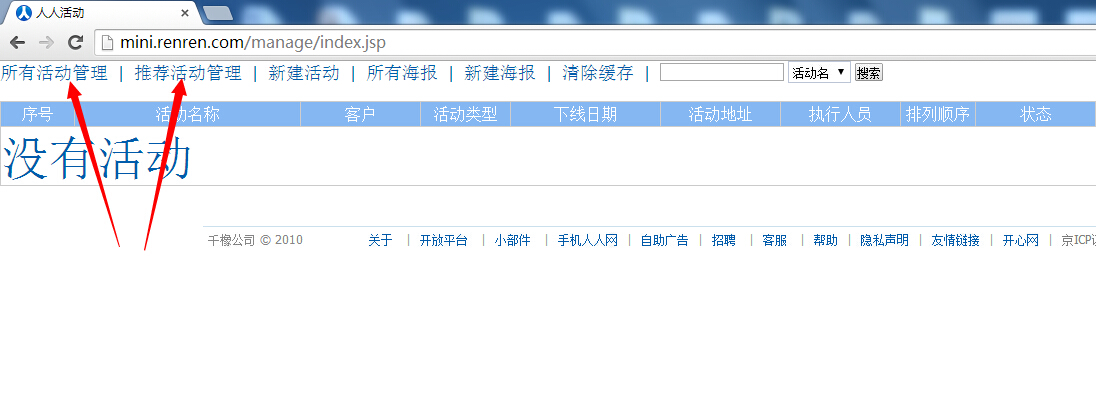 人人活动
mini.renren.com/manage/index.jsp
所有活动管理 | 推荐活动管理 | 新建活动 | 所有海报 | 新建海报 | 清除缓存 | 活动名 搜索
序号 活动名称 客户 活动类型 下线日期 活动地址 执行人员 排列顺序 状态
没有活动
千橡公司 © 2010 关于 | 开放平台 | 小部件 | 手机人人网 | 自助广告 | 招聘 | 客服 | 帮助 | 隐私声明 | 友情链接 | 开心网 | 京ICP